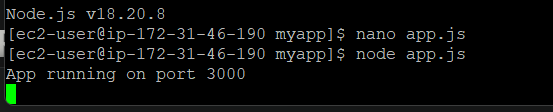 Node.js v18.20.8
[ec2-user@ip-172-31-46-190 myapp]$ nano app.js
[ec2-user@ip-172-31-46-190 myapp]$ node app.js
App running on port 3000